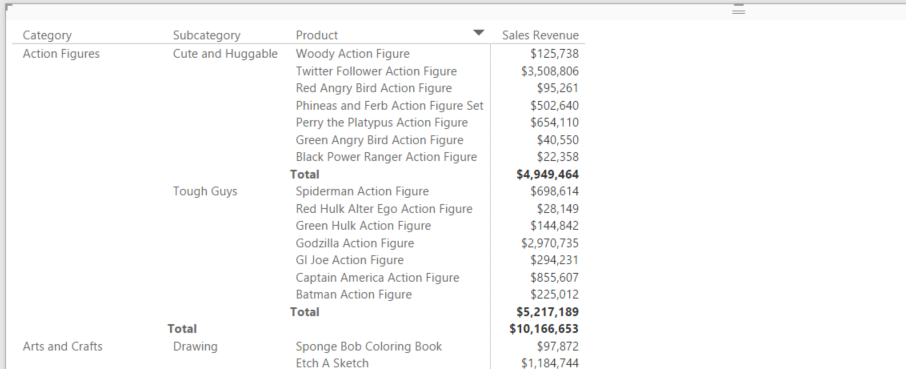 Category Subcategory Product Sales Revenue
Action Figures Cute and Huggable Woody Action Figure $125,738
Twitter Follower Action Figure $3,508,806
Red Angry Bird Action Figure $95,261
Phineas and Ferb Action Figure Set $502,640
Perry the Platypus Action Figure $654,110
Green Angry Bird Action Figure $40,550
Black Power Ranger Action Figure $22,358
Total $4,949,464
Tough Guys Spiderman Action Figure $698,614
Red Hulk Alter Ego Action Figure $28,149
Green Hulk Action Figure $144,842
Godzilla Action Figure $2,970,735
GI Joe Action Figure $294,231
Captain America Action Figure $855,607
Batman Action Figure $225,012
Total $5,217,189
Total $10,166,653
Arts and Crafts Drawing Sponge Bob Coloring Book $97,872
Etch A Sketch $1,184,744